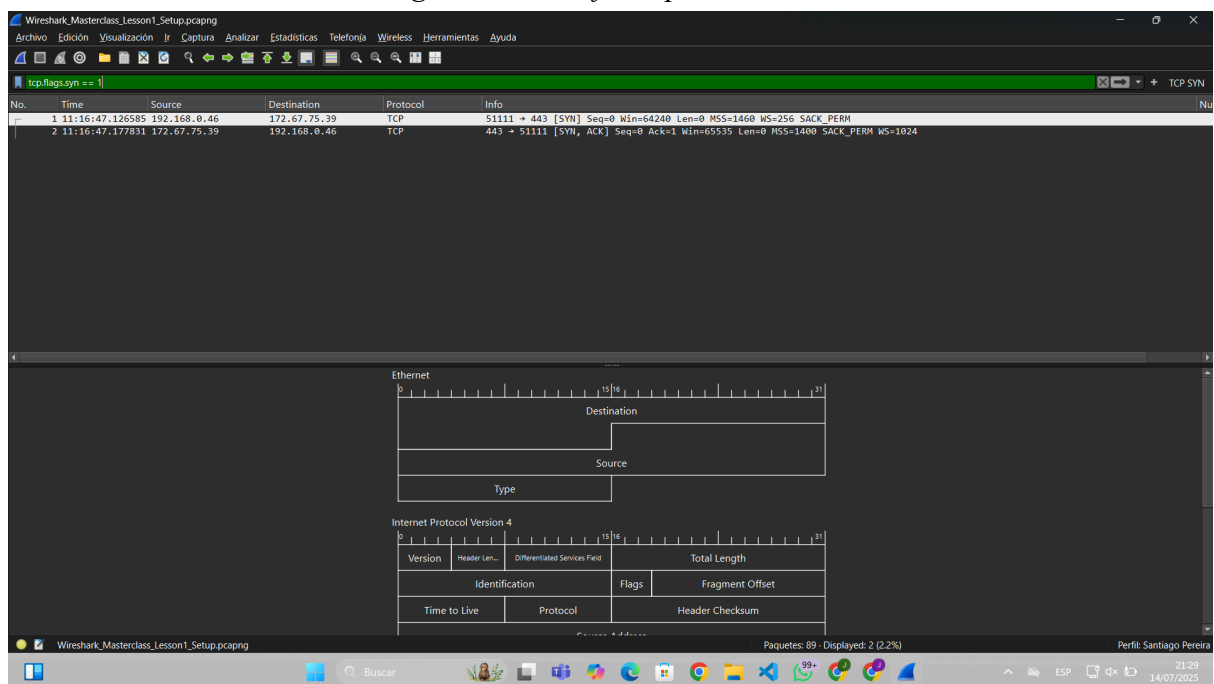 Wireshark_Masterclass_Lesson1_Setup.pcapng
Archivo Edición Visualización Ir Captura Analizar Estadísticas Telefonía Wireless Herramientas Ayuda
tcp.flags.syn == 1 TCP SYN
No. Time Source Destination Protocol Info Nu
1 11:16:47.126585 192.168.0.46 172.67.75.39 TCP 51111 → 443 [SYN] Seq=0 Win=64240 Len=0 MSS=1460 WS=256 SACK_PERM
2 11:16:47.177831 172.67.75.39 192.168.0.46 TCP 443 → 51111 [SYN, ACK] Seq=0 Ack=1 Win=65535 Len=0 MSS=1400 SACK_PERM WS=1024
Ethernet
0 15 16 31
Destination
Source
Type
Internet Protocol Version 4
0 15 16 31
Version Header Len... Differentiated Services Field Total Length
Identification Flags Fragment Offset
Time to Live Protocol Header Checksum
Wireshark_Masterclass_Lesson1_Setup.pcapng Paquetes: 89 · Displayed: 2 (2.2%) Perfil: Santiago Pereira
Buscar 99+ ESP 21:29
14/07/2025